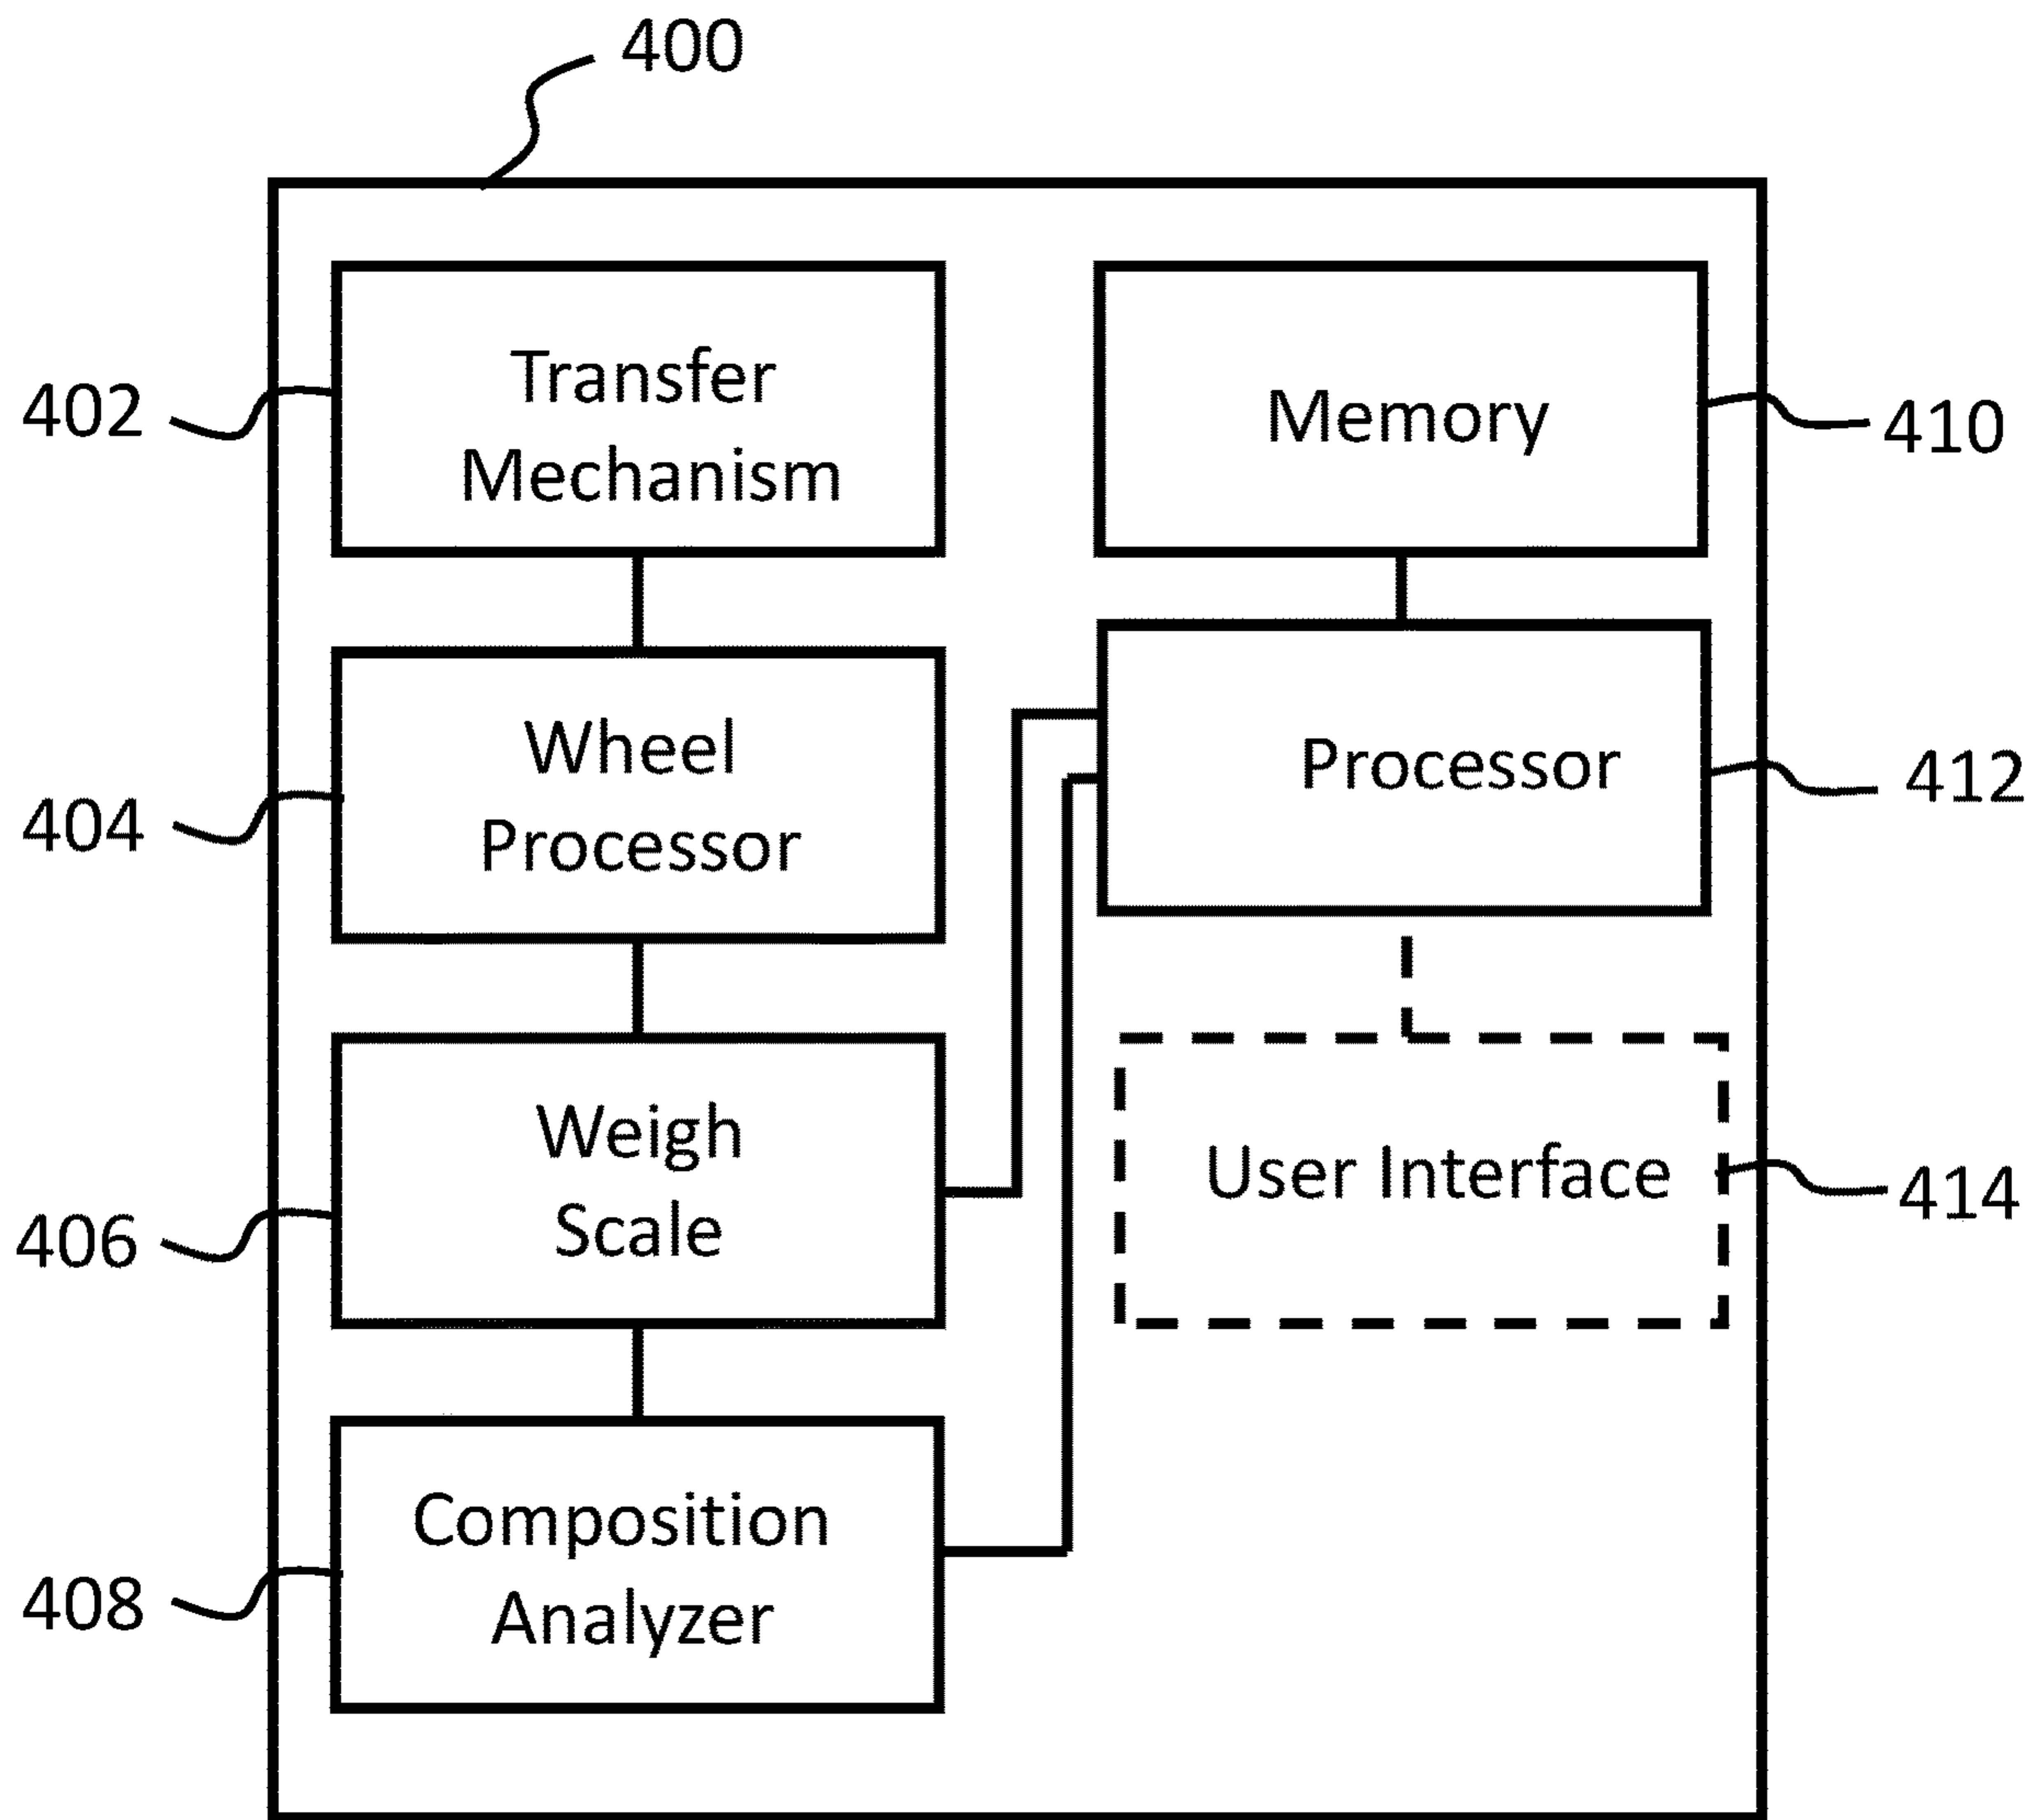 400
402
Transfer
Mechanism
Memory
410
404
Wheel
Processor
Processor
412
406
Weigh
Scale
User Interface
414
408
Composition
Analyzer